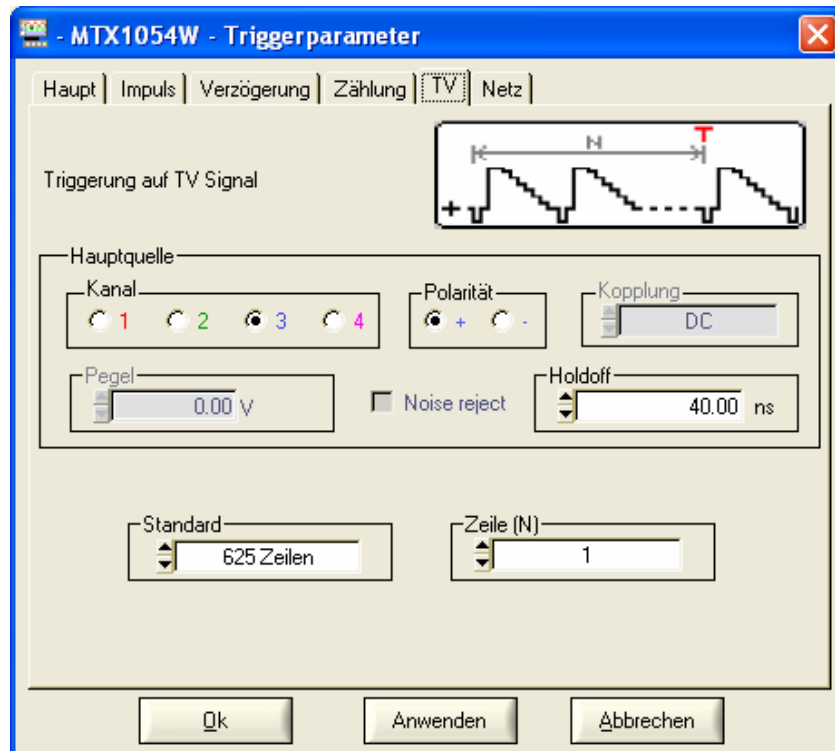 - MTX1054W - Triggerparameter
Haupt Impuls Verzögerung Zählung TV Netz
N T
Triggerung auf TV Signal
+
Hauptquelle
Kanal Polarität Kopplung
1 2 3 4 + - DC
Pegel Holdoff
0.00 V Noise reject 40.00 ns
Standard Zeile (N)
625 Zeilen 1
Ok Anwenden Abbrechen